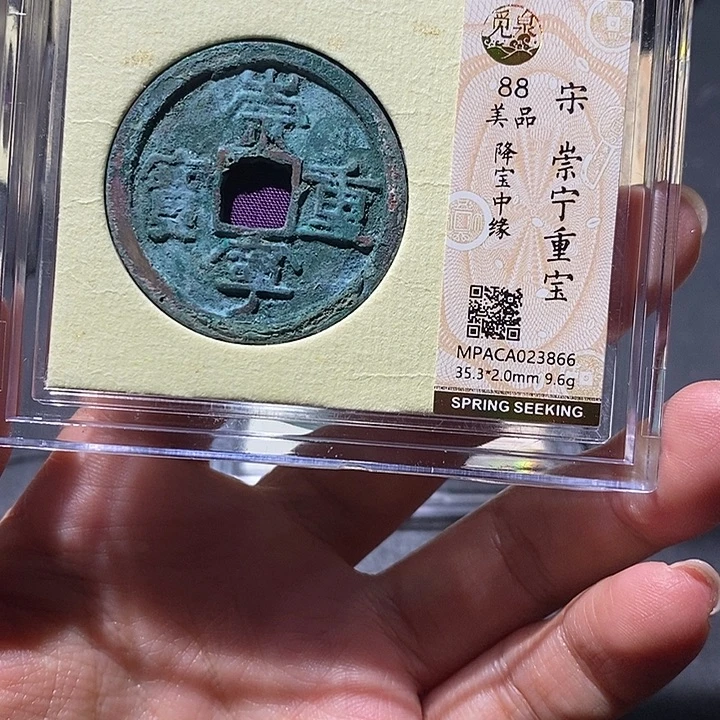 崇
重
寧
寳
觅泉
88
美品
降宝中缘
宋
崇宁重宝
MPACA023866
35.3*2.0mm 9.6g
SPRING SEEKING